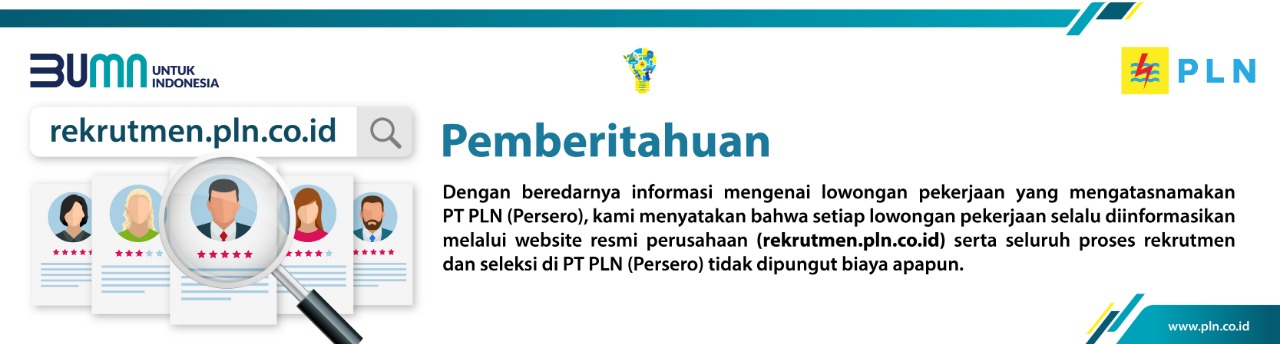 BUMN UNTUK
INDONESIA
PLN
rekrutmen.pln.co.id
Pemberitahuan
Dengan beredarnya informasi mengenai lowongan pekerjaan yang mengatasnamakan
PT PLN (Persero), kami menyatakan bahwa setiap lowongan pekerjaan selalu diinformasikan
melalui website resmi perusahaan (rekrutmen.pln.co.id) serta seluruh proses rekrutmen
dan seleksi di PT PLN (Persero) tidak dipungut biaya apapun.
www.pln.co.id